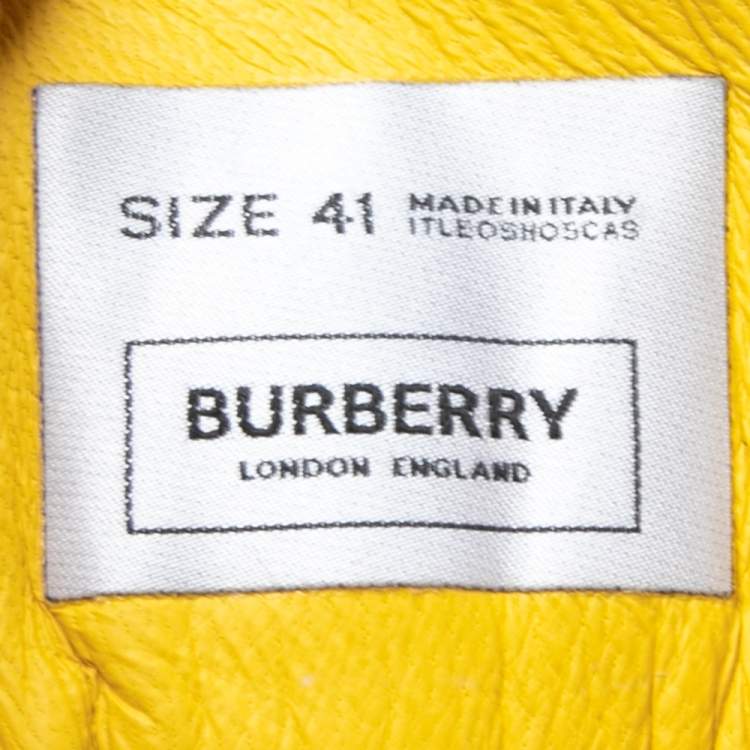 SIZE 41
MADE IN ITALY
ITLEOSHOSCAS
BURBERRY
LONDON ENGLAND